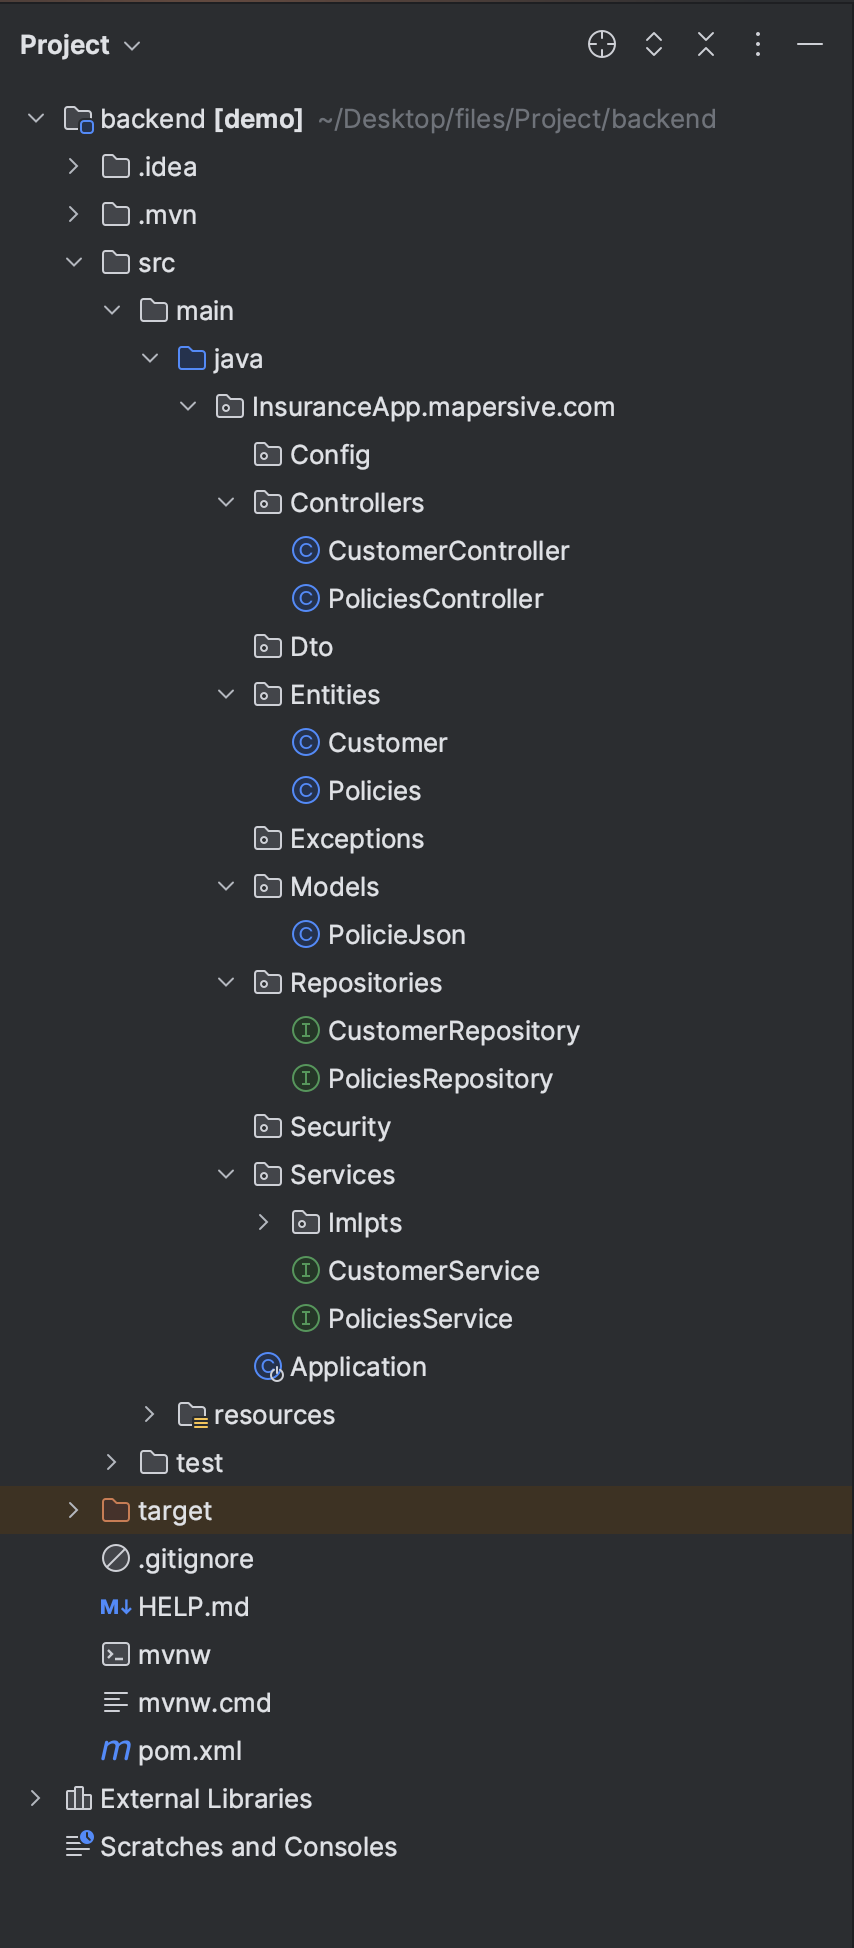 Project
backend [demo] ~/Desktop/files/Project/backend
.idea
.mvn
src
main
java
InsuranceApp.mapersive.com
Config
Controllers
CustomerController
PoliciesController
Dto
Entities
Customer
Policies
Exceptions
Models
PolicieJson
Repositories
CustomerRepository
PoliciesRepository
Security
Services
Imlpts
CustomerService
PoliciesService
Application
resources
test
target
.gitignore
HELP.md
mvnw
mvnw.cmd
pom.xml
External Libraries
Scratches and Consoles